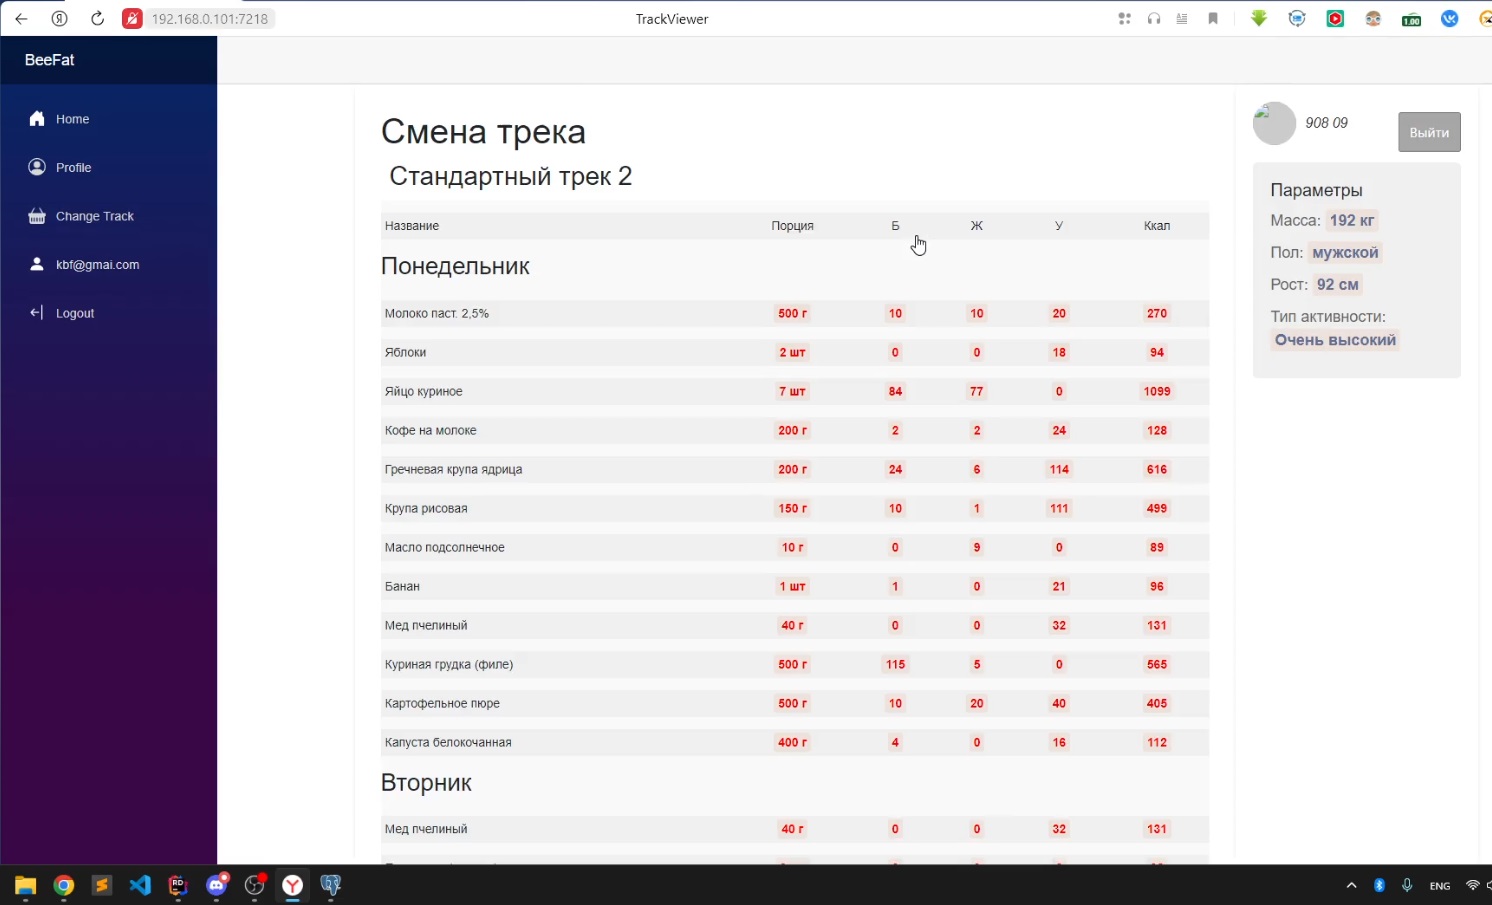 192.168.0.101:7218
TrackViewer
1.00
BeeFat
Home
Profile
Change Track
kbf@gmai.com
Logout
Смена трека
Стандартный трек 2
Название Порция Б Ж У Ккал
Понедельник
Молоко паст. 2,5% 500 г 10 10 20 270
Яблоки 2 шт 0 0 18 94
Яйцо куриное 7 шт 84 77 0 1099
Кофе на молоке 200 г 2 2 24 128
Гречневая крупа ядрица 200 г 24 6 114 616
Крупа рисовая 150 г 10 1 111 499
Масло подсолнечное 10 г 0 9 0 89
Банан 1 шт 1 0 21 96
Мед пчелиный 40 г 0 0 32 131
Куриная грудка (филе) 500 г 115 5 0 565
Картофельное пюре 500 г 10 20 40 405
Капуста белокочанная 400 г 4 0 16 112
Вторник
Мед пчелиный 40 г 0 0 32 131
908 09
Выйти
Параметры
Масса: 192 кг
Пол: мужской
Рост: 92 см
Тип активности:
Очень высокий
ENG